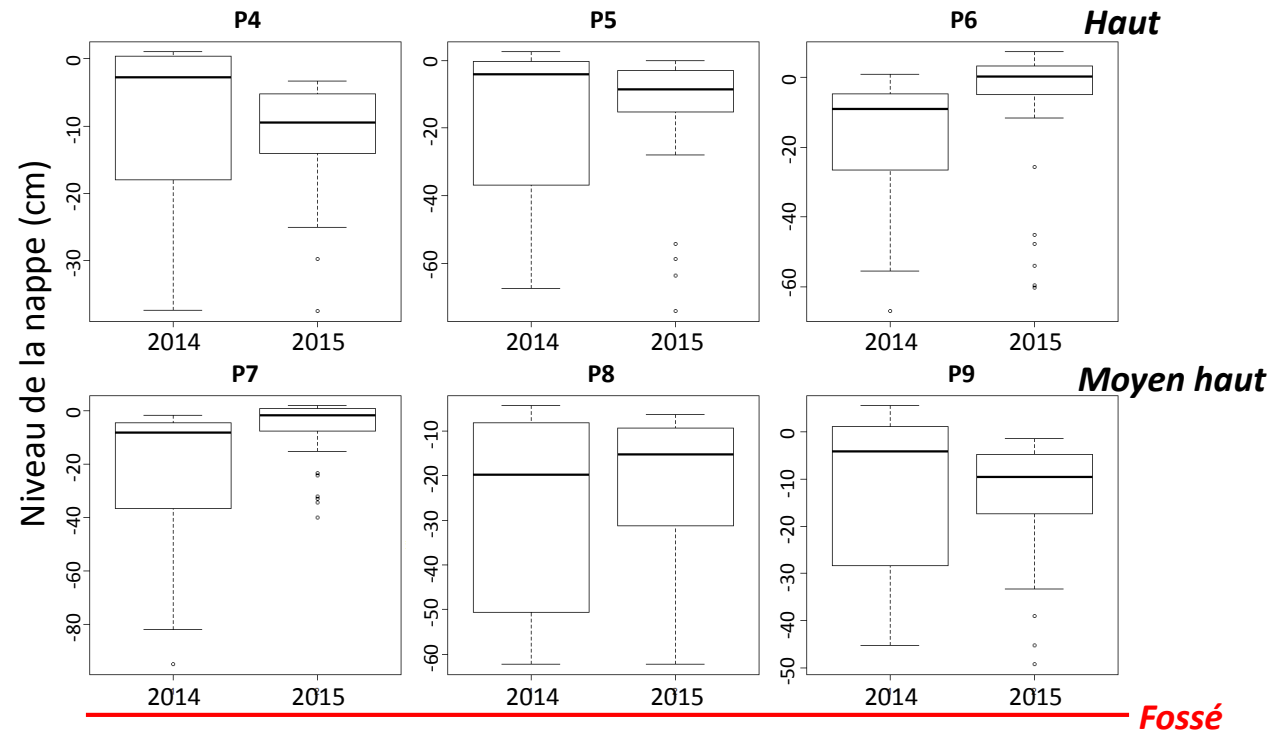 P4 P5 P6 Haut
Niveau de la nappe (cm)
0 -10 -20 -30
0 -20 -40 -60
0 -20 -40 -60
2014 2015 2014 2015 2014 2015
P7 P8 P9 Moyen haut
0 -20 -40 -60 -80
-10 -20 -30 -40 -50 -60
0 -10 -20 -30 -40 -50
2014 2015 2014 2015 2014 2015
Fossé